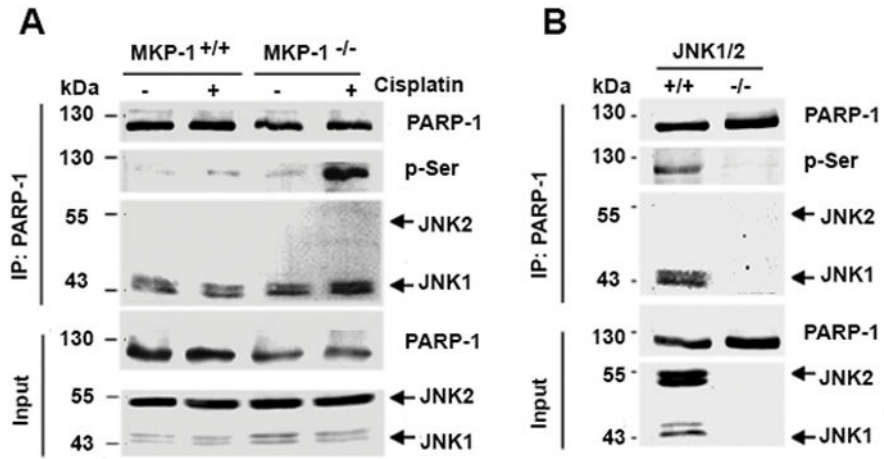 A
MKP-1 +/+ MKP-1 -/-
kDa - + - + Cisplatin
IP: PARP-1
130 PARP-1
130 p-Ser
55 JNK2
43 JNK1
Input
130 PARP-1
55 JNK2
43 JNK1
B
JNK1/2
kDa +/+ -/-
IP: PARP-1
130 PARP-1
130 p-Ser
55 JNK2
43 JNK1
Input
130 PARP-1
55 JNK2
43 JNK1